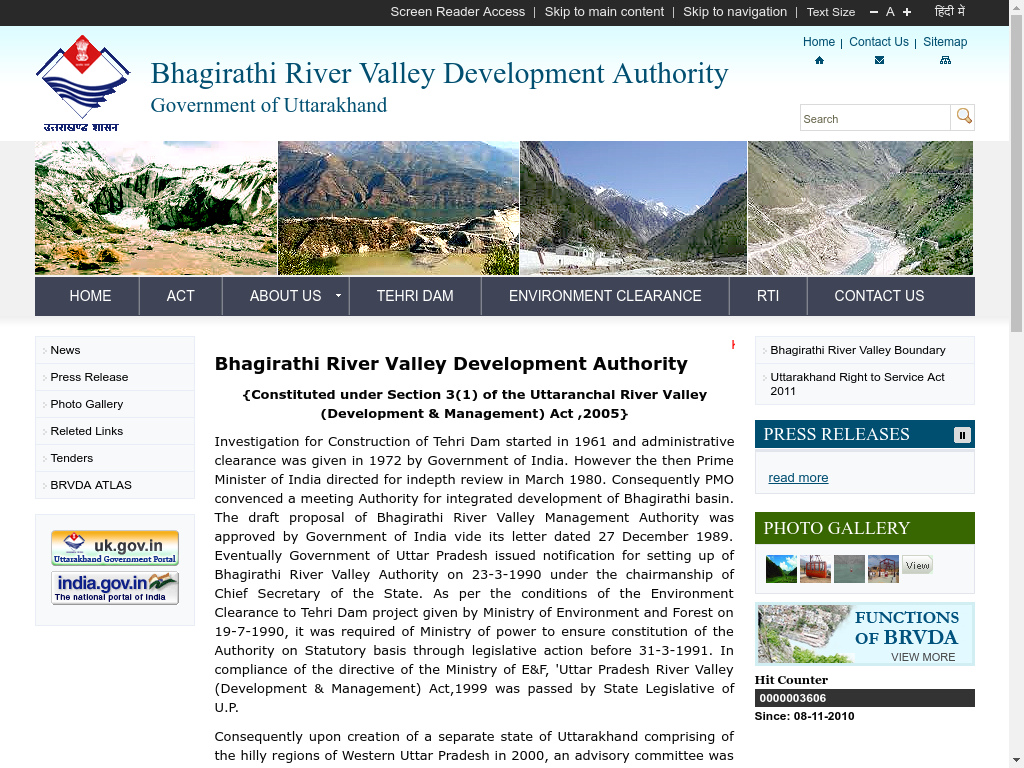 Screen Reader Access | Skip to main content | Skip to navigation | Text Size - A + हिंदी में
Home | Contact Us | Sitemap
Bhagirathi River Valley Development Authority
Government of Uttarakhand
उत्तराखण्ड शासन
Search
HOME ACT ABOUT US TEHRI DAM ENVIRONMENT CLEARANCE RTI CONTACT US
News
Press Release
Photo Gallery
Releted Links
Tenders
BRVDA ATLAS
uk.gov.in
Uttarakhand Government Portal
india.gov.in
The national portal of India
Bhagirathi River Valley Development Authority
{Constituted under Section 3(1) of the Uttaranchal River Valley
(Development & Management) Act ,2005}
Investigation for Construction of Tehri Dam started in 1961 and administrative
clearance was given in 1972 by Government of India. However the then Prime
Minister of India directed for indepth review in March 1980. Consequently PMO
convenced a meeting Authority for integrated development of Bhagirathi basin.
The draft proposal of Bhagirathi River Valley Management Authority was
approved by Government of India vide its letter dated 27 December 1989.
Eventually Government of Uttar Pradesh issued notification for setting up of
Bhagirathi River Valley Authority on 23-3-1990 under the chairmanship of
Chief Secretary of the State. As per the conditions of the Environment
Clearance to Tehri Dam project given by Ministry of Environment and Forest on
19-7-1990, it was required of Ministry of power to ensure constitution of the
Authority on Statutory basis through legislative action before 31-3-1991. In
compliance of the directive of the Ministry of E&F, 'Uttar Pradesh River Valley
(Development & Management) Act,1999 was passed by State Legislative of
U.P.
Consequently upon creation of a separate state of Uttarakhand comprising of
the hilly regions of Western Uttar Pradesh in 2000, an advisory committee was
Bhagirathi River Valley Boundary
Uttarakhand Right to Service Act
2011
PRESS RELEASES
read more
PHOTO GALLERY
View
FUNCTIONS
OF BRVDA
VIEW MORE
Hit Counter
0000003606
Since: 08-11-2010